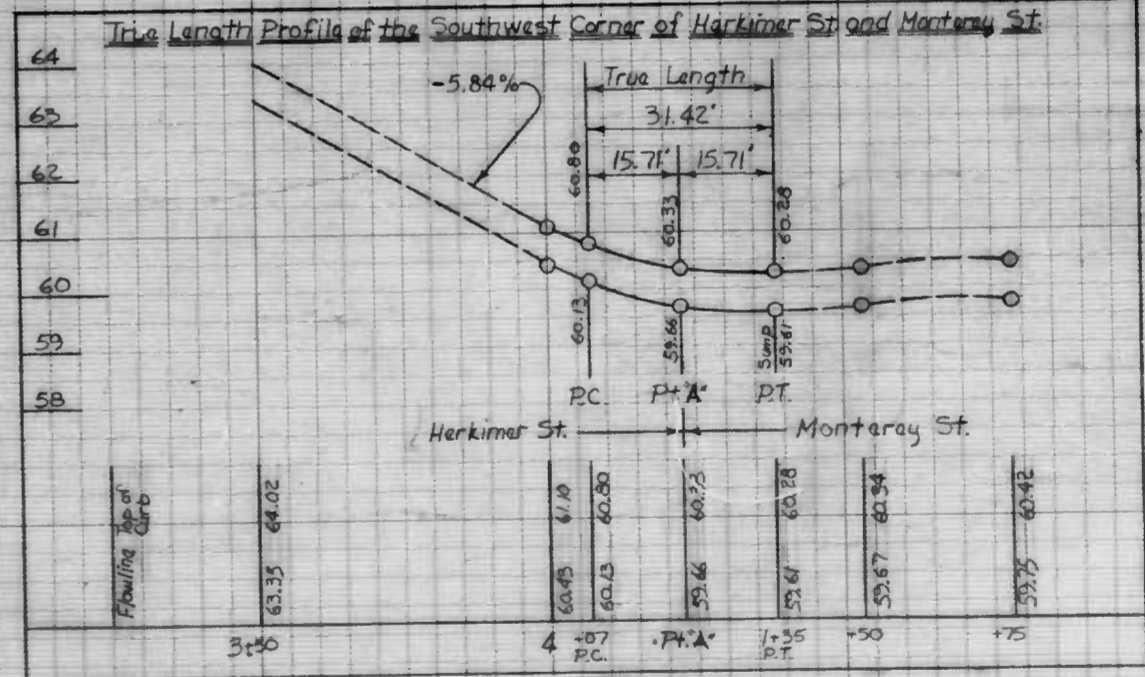 True Length Profile of the Southwest Corner of Herkimer St. and Monteray St.
64
63
62
61
60
59
58
-5.84%
True Length
31.42'
15.71' 15.71'
60.80
60.33
60.28
60.13
59.66
Sump 59.61
P.C. Pt."A" P.T.
Herkimer St. Monteray St.
Top of Curb
Flowline
64.02 61.10 60.80 60.33 60.28 60.34 60.42
63.35 60.43 60.13 59.66 59.61 59.67 59.75
3+50 4 +07 Pt."A" 1+35 +50 +75
P.C. P.T.